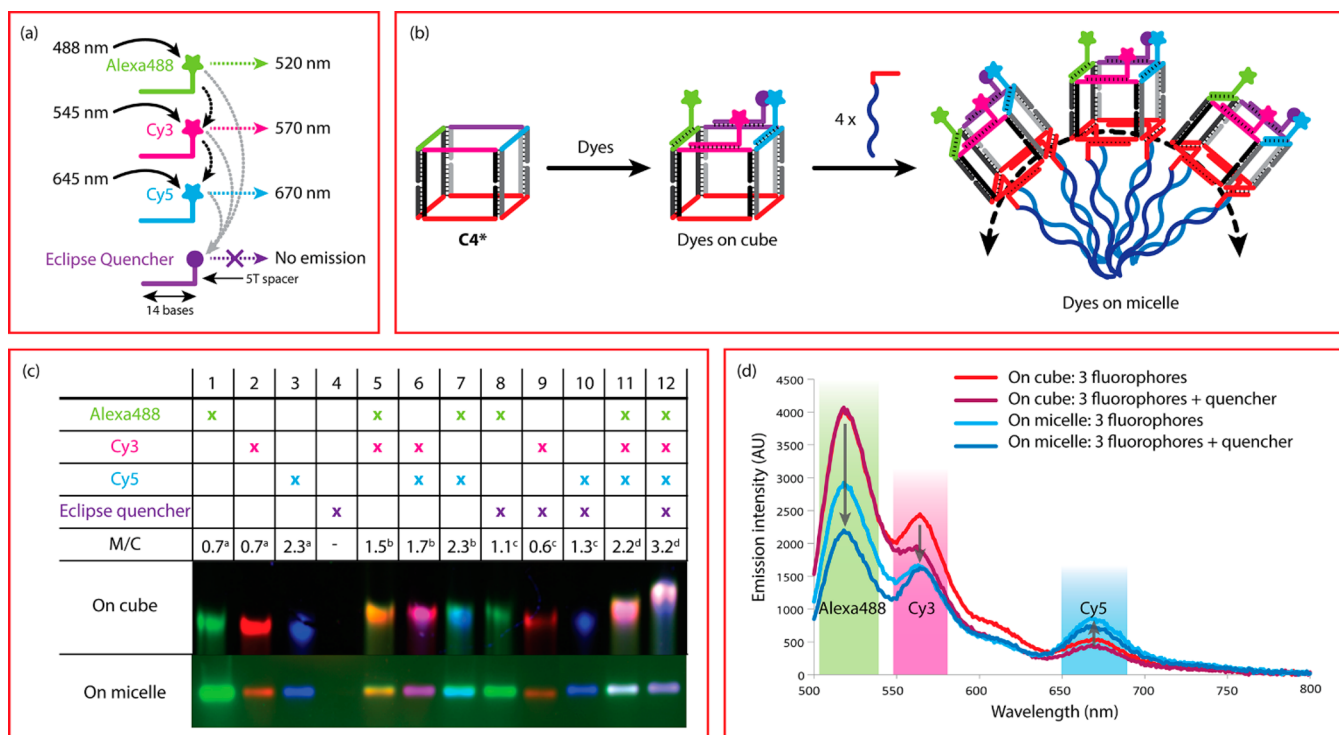 (a)
488 nm
Alexa488
520 nm
545 nm
Cy3
570 nm
645 nm
Cy5
670 nm
Eclipse Quencher
No emission
5T spacer
14 bases
(b)
C4*
Dyes
Dyes on cube
4 x
Dyes on micelle
(c)
1 2 3 4 5 6 7 8 9 10 11 12
Alexa488 x x x x x x
Cy3 x x x x x x
Cy5 x x x x x x
Eclipse quencher x x x x x
M/C 0.7a 0.7a 2.3a - 1.5b 1.7b 2.3b 1.1c 0.6c 1.3c 2.2d 3.2d
On cube
On micelle
(d)
On cube: 3 fluorophores
On cube: 3 fluorophores + quencher
On micelle: 3 fluorophores
On micelle: 3 fluorophores + quencher
Emission intensity (AU)
4500
4000
3500
3000
2500
2000
1500
1000
500
0
Alexa488
Cy3
Cy5
500 550 600 650 700 750 800
Wavelength (nm)